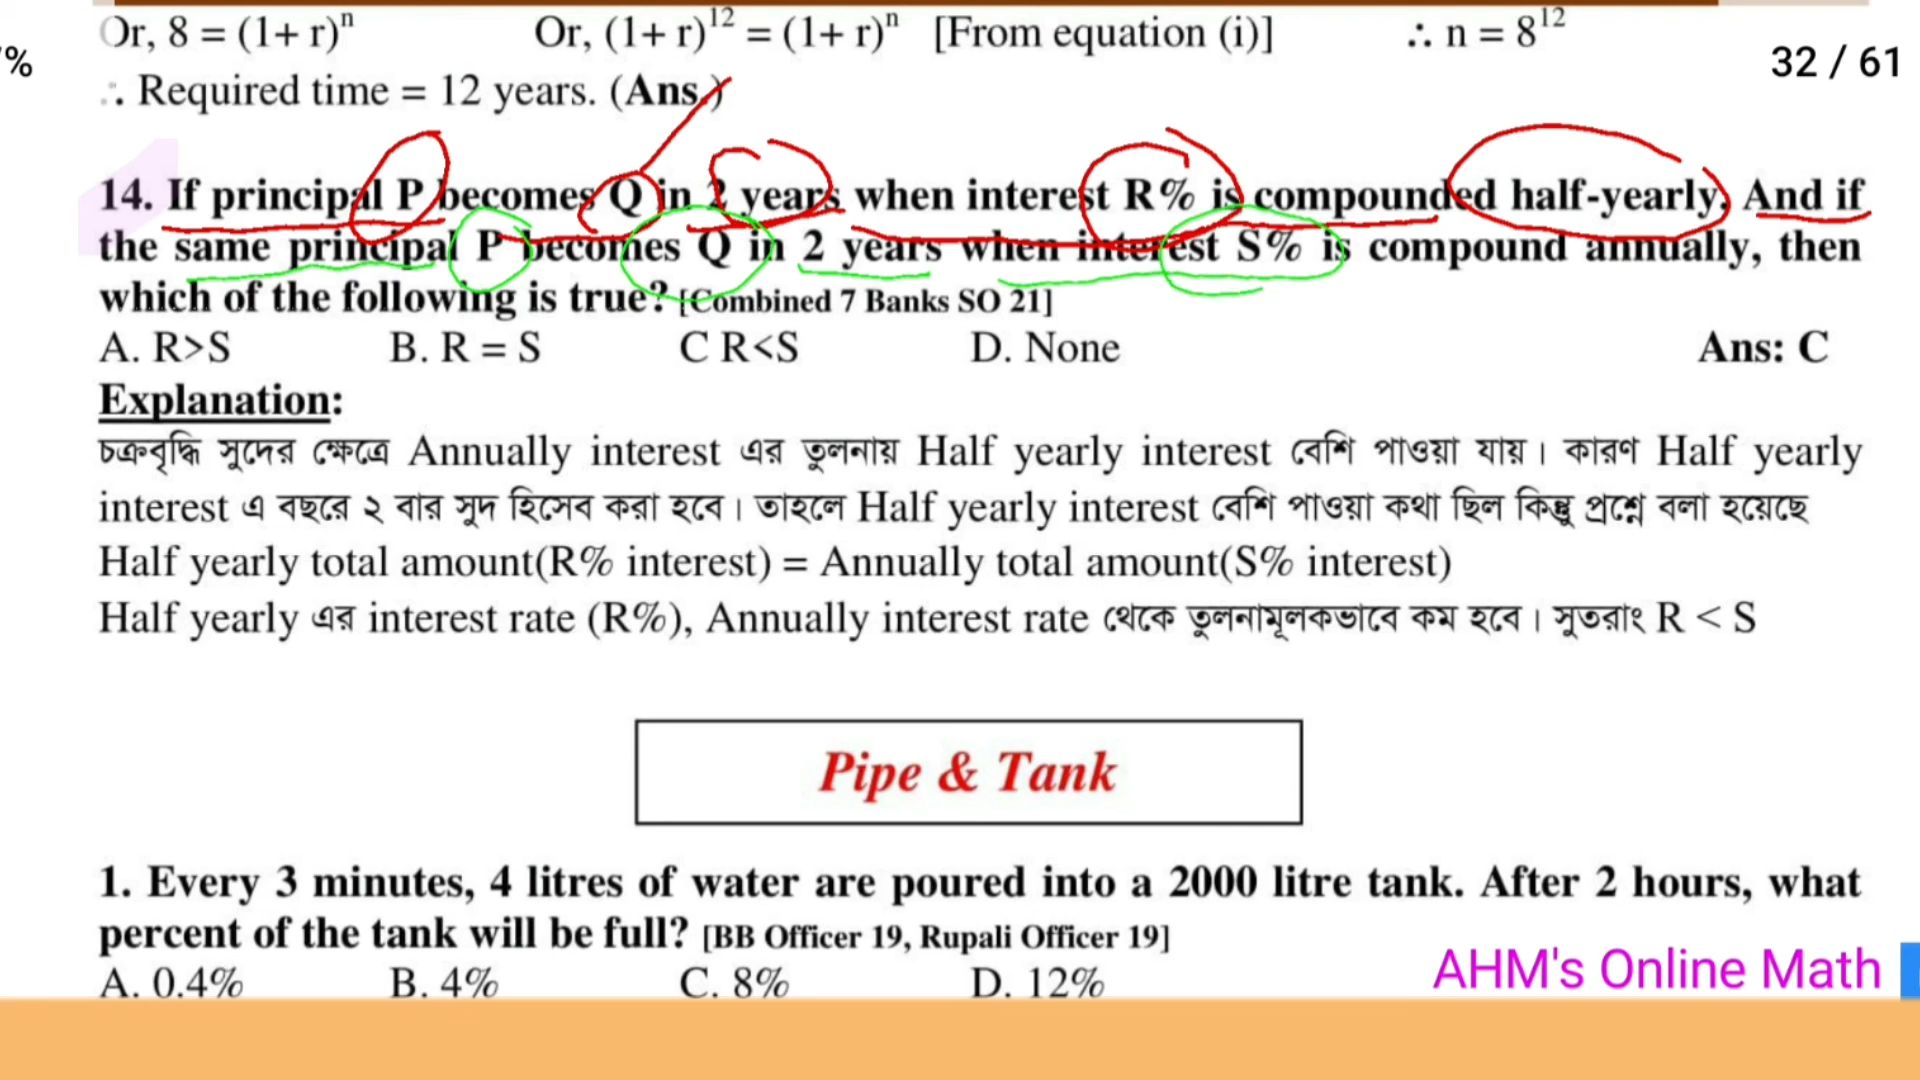 Or, 8 = (1+ r)ⁿ Or, (1+ r)¹² = (1+ r)ⁿ [From equation (i)] ∴ n = 8¹²
%
32 / 61
∴ Required time = 12 years. (Ans.)
14. If principal P becomes Q in 2 years when interest R% is compounded half-yearly. And if
the same principal P becomes Q in 2 years when interest S% is compound annually, then
which of the following is true? [Combined 7 Banks SO 21]
A. R>S B. R = S C R<S D. None Ans: C
Explanation:
চক্রবৃদ্ধি সুদের ক্ষেত্রে Annually interest এর তুলনায় Half yearly interest বেশি পাওয়া যায়। কারণ Half yearly
interest এ বছরে ২ বার সুদ হিসেব করা হবে। তাহলে Half yearly interest বেশি পাওয়া কথা ছিল কিন্তু প্রশ্নে বলা হয়েছে
Half yearly total amount(R% interest) = Annually total amount(S% interest)
Half yearly এর interest rate (R%), Annually interest rate থেকে তুলনামূলকভাবে কম হবে। সুতরাং R < S
Pipe & Tank
1. Every 3 minutes, 4 litres of water are poured into a 2000 litre tank. After 2 hours, what
percent of the tank will be full? [BB Officer 19, Rupali Officer 19]
A. 0.4% B. 4% C. 8% D. 12%
AHM's Online Math